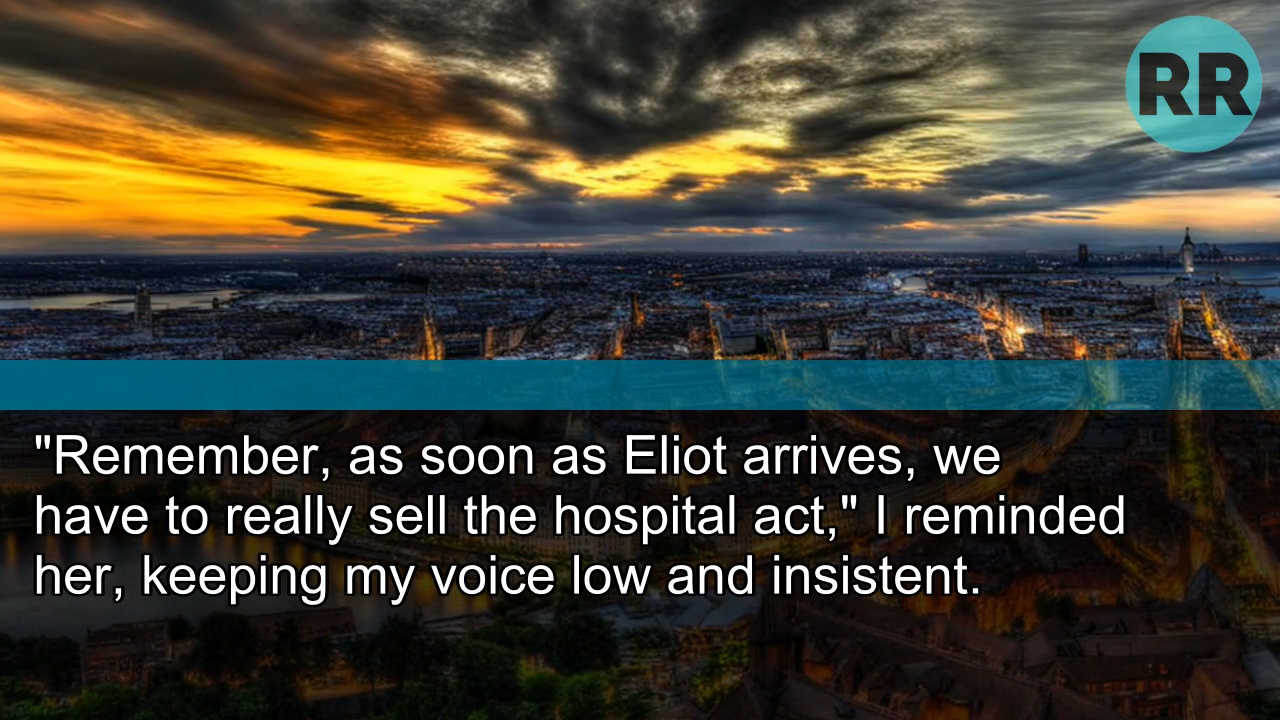 RR
"Remember, as soon as Eliot arrives, we
have to really sell the hospital act," I reminded
her, keeping my voice low and insistent.